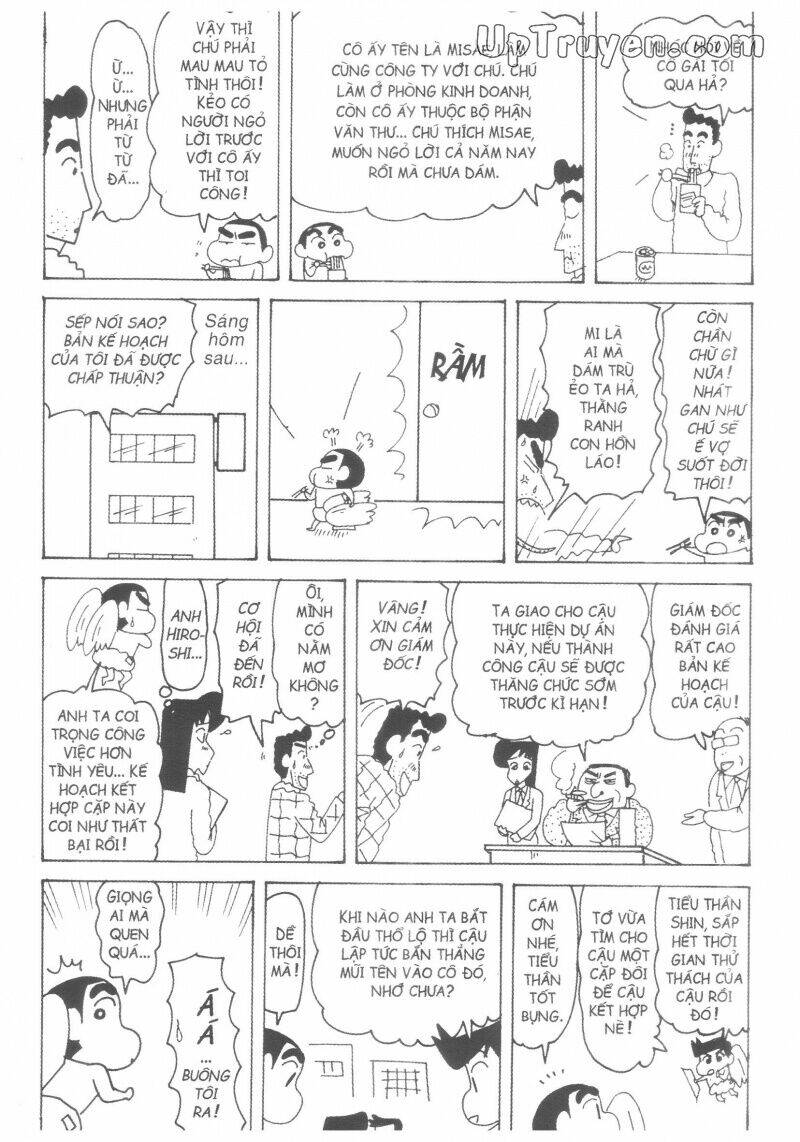 UpTruyen.com
NHÓC HỎI VỀ
CÔ GÁI TỐI
QUA HẢ?
CÔ ẤY TÊN LÀ MISAE, LÀM
CÙNG CÔNG TY VỚI CHÚ. CHÚ
LÀM Ở PHÒNG KINH DOANH,
CÒN CÔ ẤY THUỘC BỘ PHẬN
VĂN THƯ... CHÚ THÍCH MISAE,
MUỐN NGỎ LỜI CẢ NĂM NAY
RỒI MÀ CHƯA DÁM.
VẬY THÌ
CHÚ PHẢI
MAU MAU TỎ
TÌNH THÔI!
KẺO CÓ
NGƯỜI NGỎ
LỜI TRƯỚC
VỚI CÔ ẤY
THÌ TOI
CÔNG!
Ừ...
Ừ...
NHƯNG
PHẢI
TỪ
TỪ
ĐÃ...
CÒN
CHẦN
CHỪ GÌ
NỮA!
NHÁT
GAN NHƯ
CHÚ SẼ
Ế VỢ
SUỐT ĐỜI
THÔI!
MI LÀ
AI MÀ
DÁM TRÙ
ẺO TA HẢ,
THẰNG
RANH
CON HỖN
LÁO!
RẦM
Sáng
hôm
sau...
SẾP NÓI SAO?
BẢN KẾ HOẠCH
CỦA TÔI ĐÃ ĐƯỢC
CHẤP THUẬN?
GIÁM ĐỐC
ĐÁNH GIÁ
RẤT CAO
BẢN KẾ
HOẠCH
CỦA CẬU!
TA GIAO CHO CẬU
THỰC HIỆN DỰ ÁN
NÀY, NẾU THÀNH
CÔNG CẬU SẼ ĐƯỢC
THĂNG CHỨC SỚM
TRƯỚC KÌ HẠN!
VÂNG!
XIN CẢM
ƠN GIÁM
ĐỐC!
ÔI,
MÌNH
CÓ
NẰM
MƠ
KHÔNG?
CƠ
HỘI
ĐÃ
ĐẾN
RỒI!
ANH
HIRO-
SHI...
ANH TA COI
TRỌNG CÔNG
VIỆC HƠN
TÌNH YÊU... KẾ
HOẠCH KẾT
HỢP CẶP NÀY
COI NHƯ THẤT
BẠI RỒI!
TIỂU THẦN
SHIN, SẮP
HẾT THỜI
GIAN THỬ
THÁCH CỦA
CẬU RỒI
ĐÓ!
TỚ VỪA
TÌM CHO
CẬU MỘT
CẶP ĐÔI
ĐỂ CẬU
KẾT HỢP
NÈ!
CÁM
ƠN
NHÉ,
TIỂU
THẦN
TỐT
BỤNG.
KHI NÀO ANH TA BẮT
ĐẦU THỔ LỘ THÌ CẬU
LẬP TỨC BẮN THẲNG
MŨI TÊN VÀO CÔ ĐÓ,
NHỚ CHƯA?
DỄ
THÔI
MÀ!
Á
Á
...
BUÔNG
TÔI
RA!
GIỌNG
AI MÀ
QUEN
QUÁ...